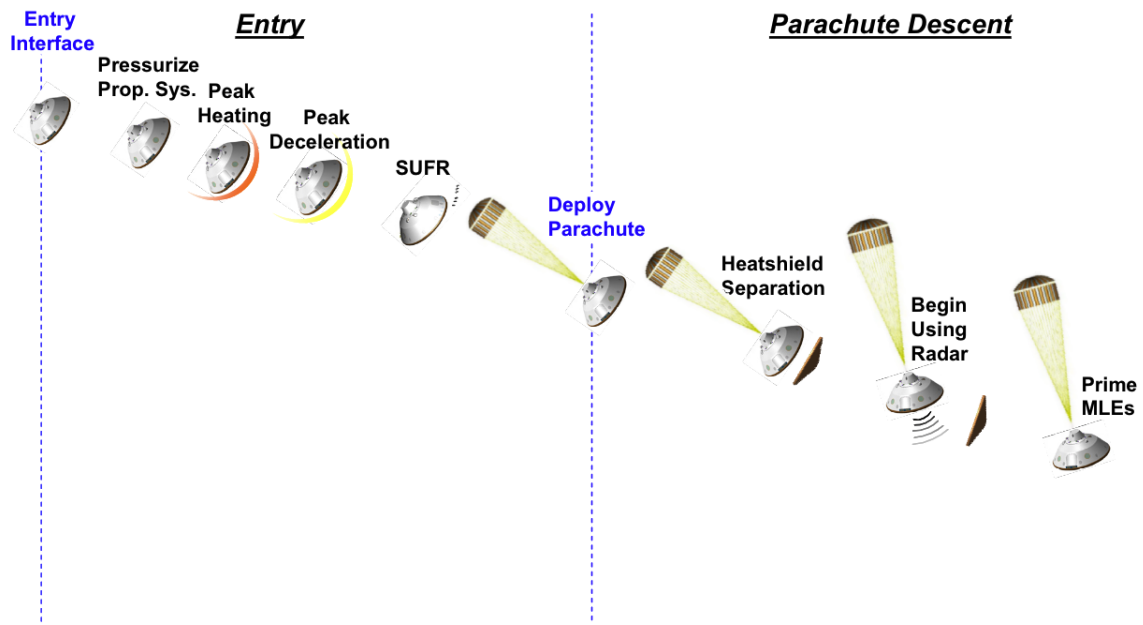 Entry
Interface
Entry
Parachute Descent
Pressurize
Prop. Sys.
Peak
Heating
Peak
Deceleration
SUFR
Deploy
Parachute
Heatshield
Separation
Begin
Using
Radar
Prime
MLEs